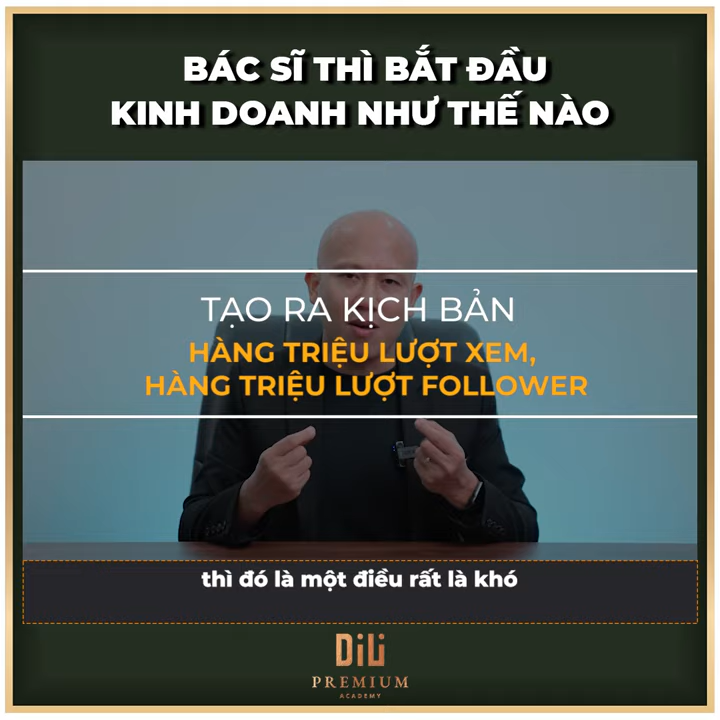 BÁC SĨ THÌ BẮT ĐẦU
KINH DOANH NHƯ THẾ NÀO
TẠO RA KỊCH BẢN
HÀNG TRIỆU LƯỢT XEM,
HÀNG TRIỆU LƯỢT FOLLOWER
thì đó là một điều rất là khó
DiLi
PREMIUM
ACADEMY